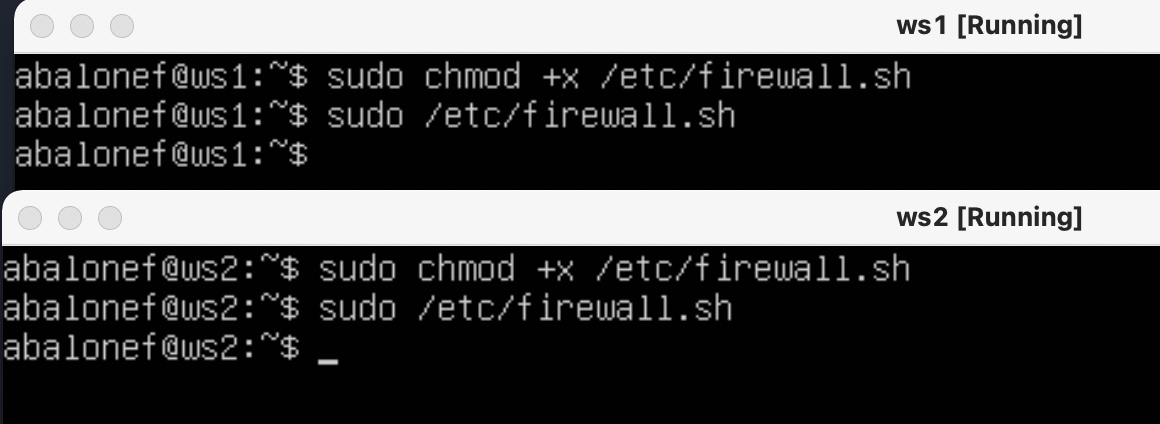 ws1 [Running]
abalonef@ws1:~$ sudo chmod +x /etc/firewall.sh
abalonef@ws1:~$ sudo /etc/firewall.sh
abalonef@ws1:~$
ws2 [Running]
abalonef@ws2:~$ sudo chmod +x /etc/firewall.sh
abalonef@ws2:~$ sudo /etc/firewall.sh
abalonef@ws2:~$ _